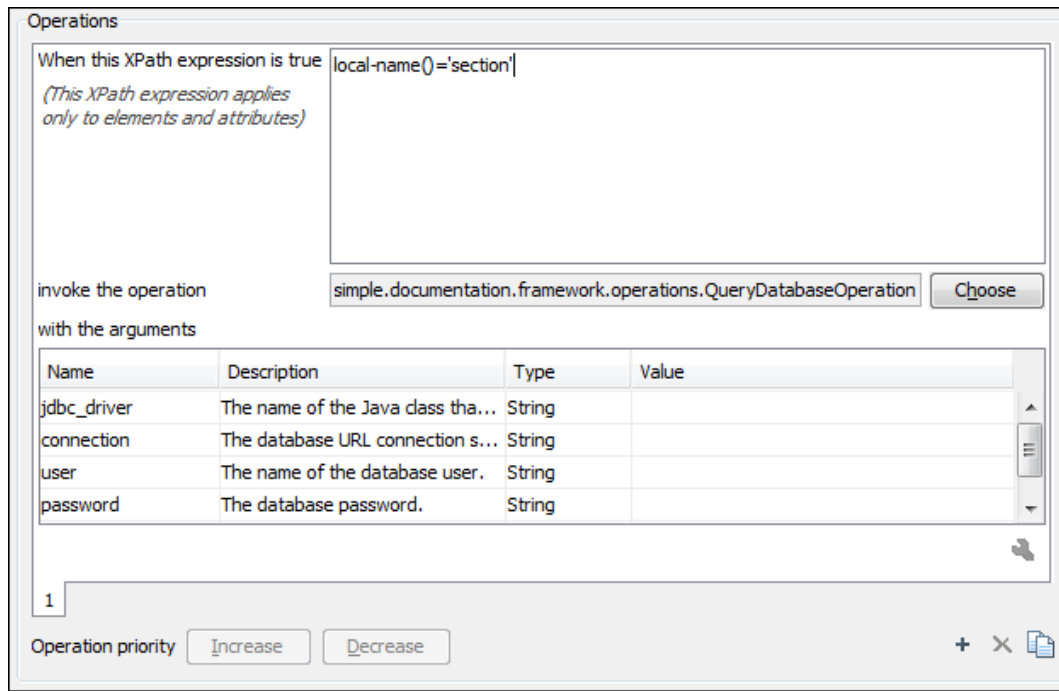 Operations
When this XPath expression is true
local-name()='section'
(This XPath expression applies
only to elements and attributes)
invoke the operation
simple.documentation.framework.operations.QueryDatabaseOperation
Choose
with the arguments
Name Description Type Value
jdbc_driver The name of the Java class tha... String
connection The database URL connection s... String
user The name of the database user. String
password The database password. String
1
Operation priority Increase Decrease